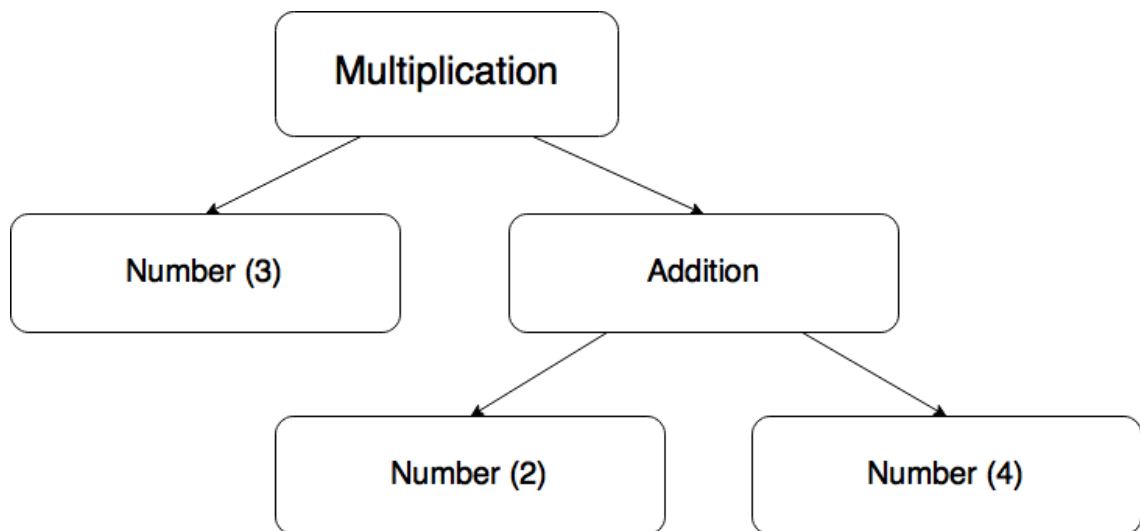 Multiplication
Number (3)
Addition
Number (2)
Number (4)